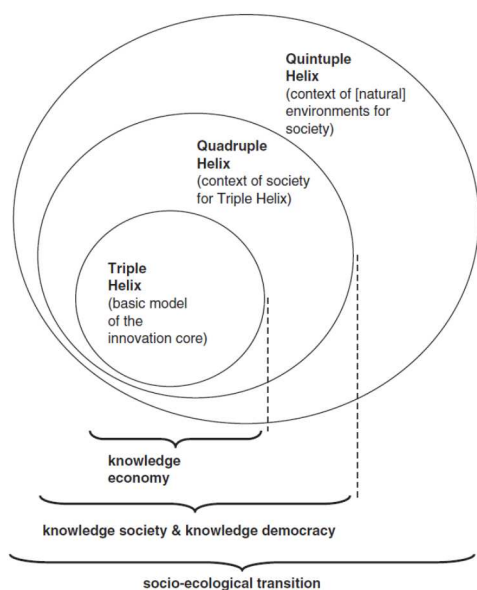 Quintuple
Helix
(context of [natural]
environments for
society)
Quadruple
Helix
(context of society
for Triple Helix)
Triple
Helix
(basic model
of the
innovation core)
knowledge
economy
knowledge society & knowledge democracy
socio-ecological transition